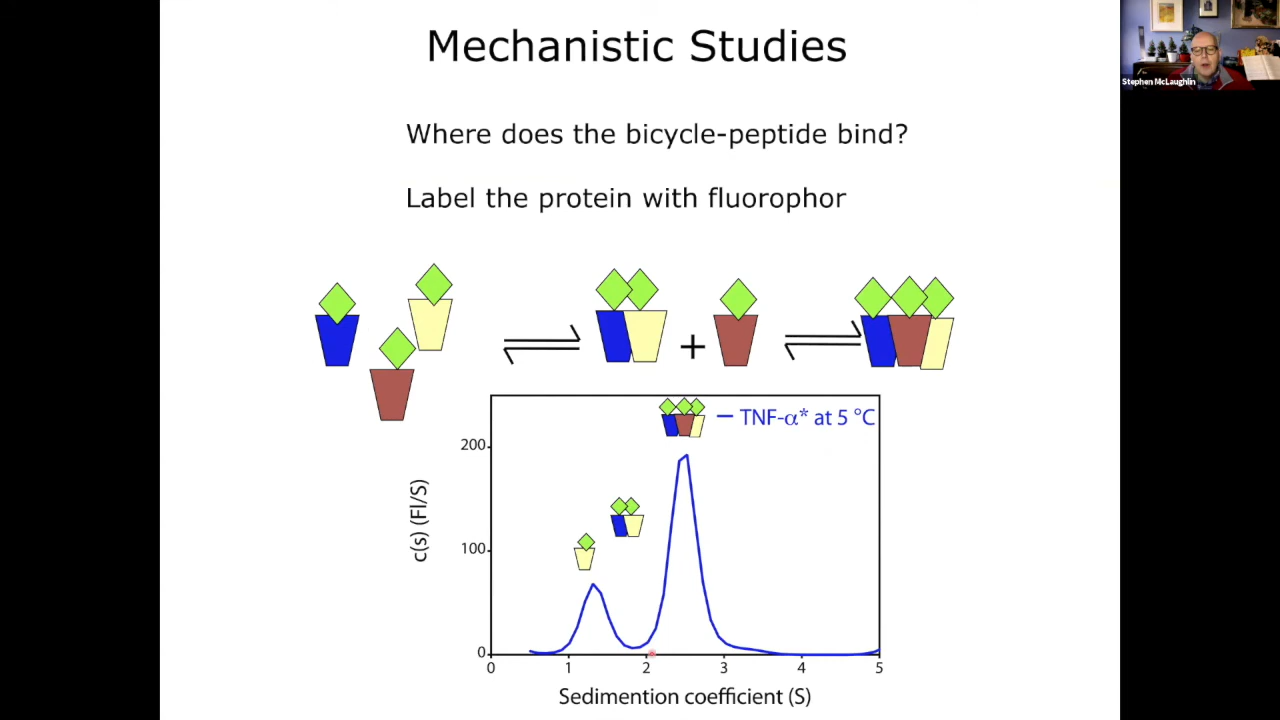 Mechanistic Studies
Stephen McLaughlin
Where does the bicycle-peptide bind?
Label the protein with fluorophor
+
TNF-α* at 5 °C
200
100
0
c(s) (FI/S)
0 1 2 3 4 5
Sedimention coefficient (S)